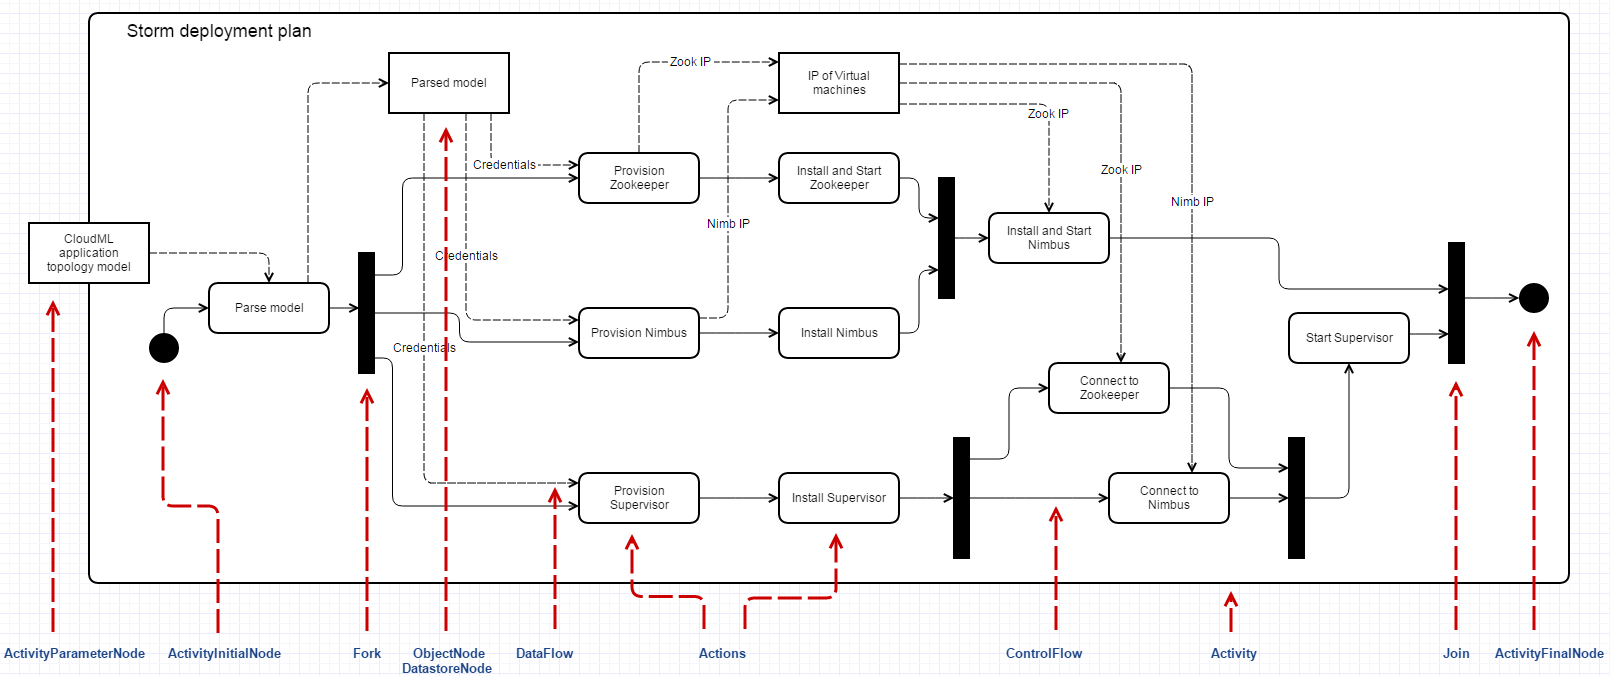 Storm deployment plan
Parsed model
Zook IP
IP of Virtual
machines
Zook IP
Credentials
Provision
Zookeeper
Install and Start
Zookeeper
Zook IP
Nimb IP
Nimb IP
Install and Start
Nimbus
CloudML
application
topology model
Credentials
Parse model
Provision Nimbus
Install Nimbus
Start Supervisor
Credentials
Connect to
Zookeeper
Provision
Supervisor
Install Supervisor
Connect to
Nimbus
ActivityParameterNode
ActivityInitialNode
Fork
ObjectNode
DatastoreNode
DataFlow
Actions
ControlFlow
Activity
Join
ActivityFinalNode